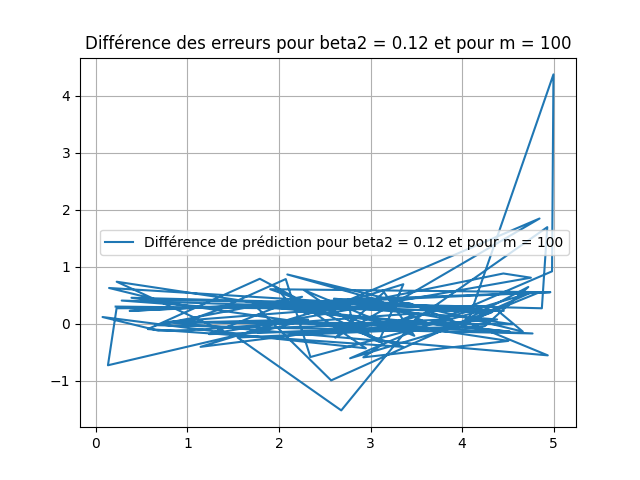 Différence des erreurs pour beta2 = 0.12 et pour m = 100
4
3
2
Différence de prédiction pour beta2 = 0.12 et pour m = 100
1
0
−1
0 1 2 3 4 5